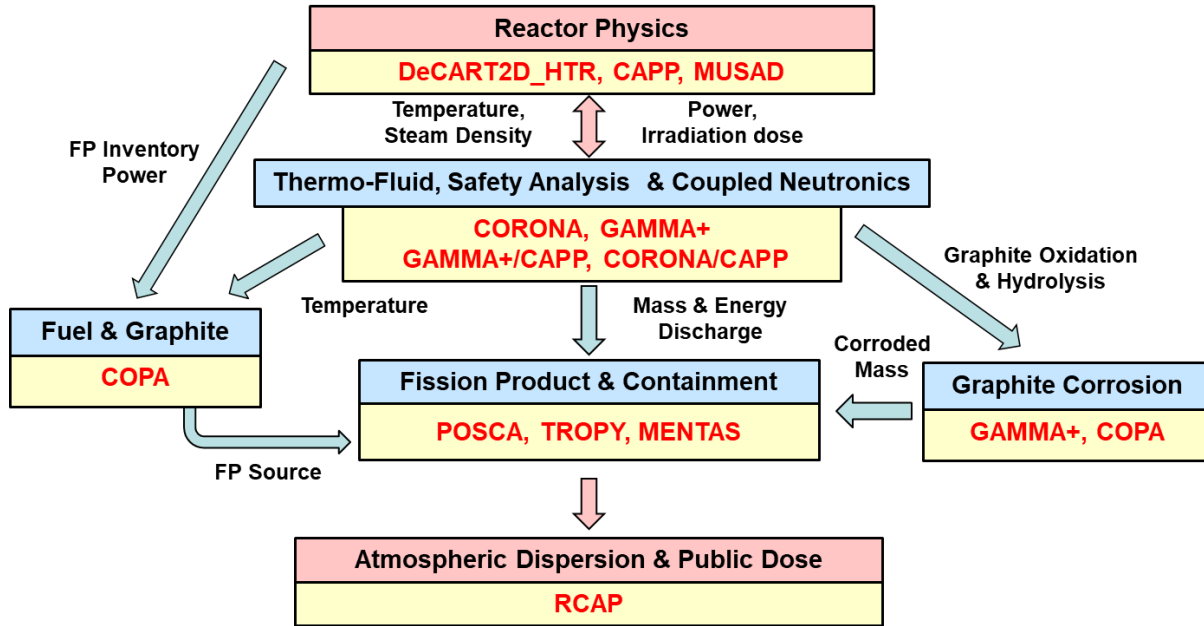 Reactor Physics
DeCART2D_HTR, CAPP, MUSAD
Temperature,
Steam Density
Power,
Irradiation dose
FP Inventory
Power
Thermo-Fluid, Safety Analysis & Coupled Neutronics
CORONA, GAMMA+
GAMMA+/CAPP, CORONA/CAPP
Graphite Oxidation
& Hydrolysis
Temperature
Mass & Energy
Discharge
Fuel & Graphite
COPA
Corroded
Mass
Fission Product & Containment
POSCA, TROPY, MENTAS
Graphite Corrosion
GAMMA+, COPA
FP Source
Atmospheric Dispersion & Public Dose
RCAP